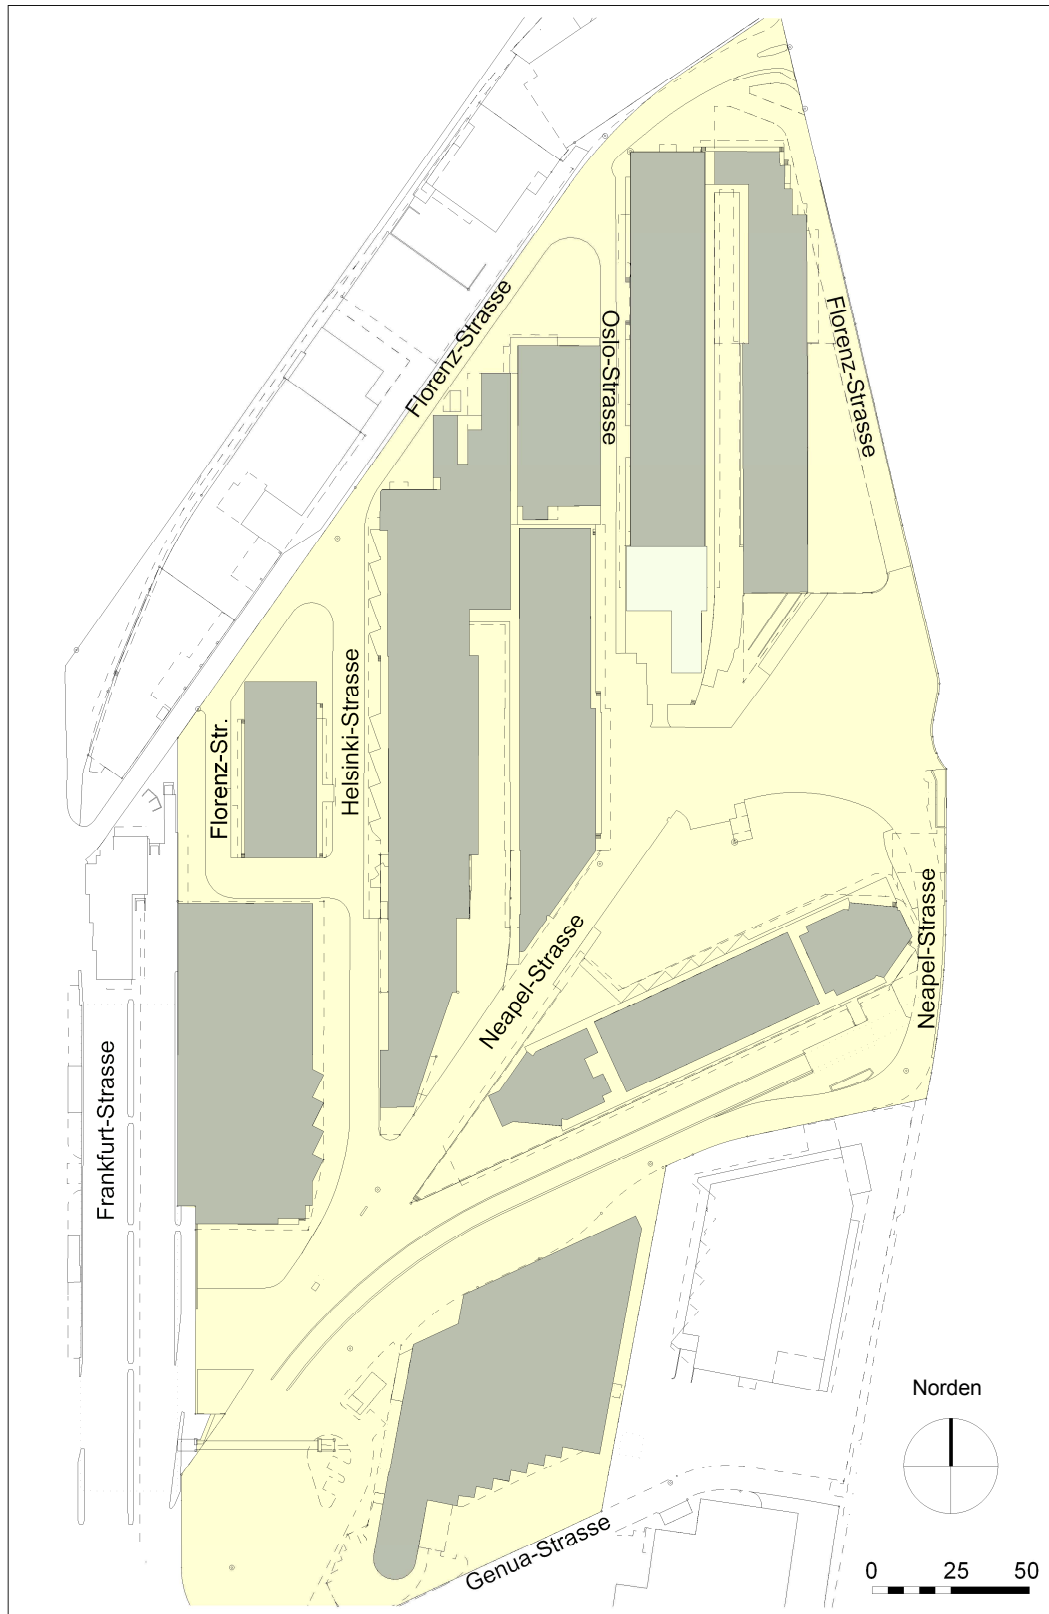 Florenz-Strasse
Oslo-Strasse
Florenz-Strasse
Florenz-Str.
Helsinki-Strasse
Neapel-Strasse
Neapel-Strasse
Frankfurt-Strasse
Genua-Strasse
Norden
0 25 50